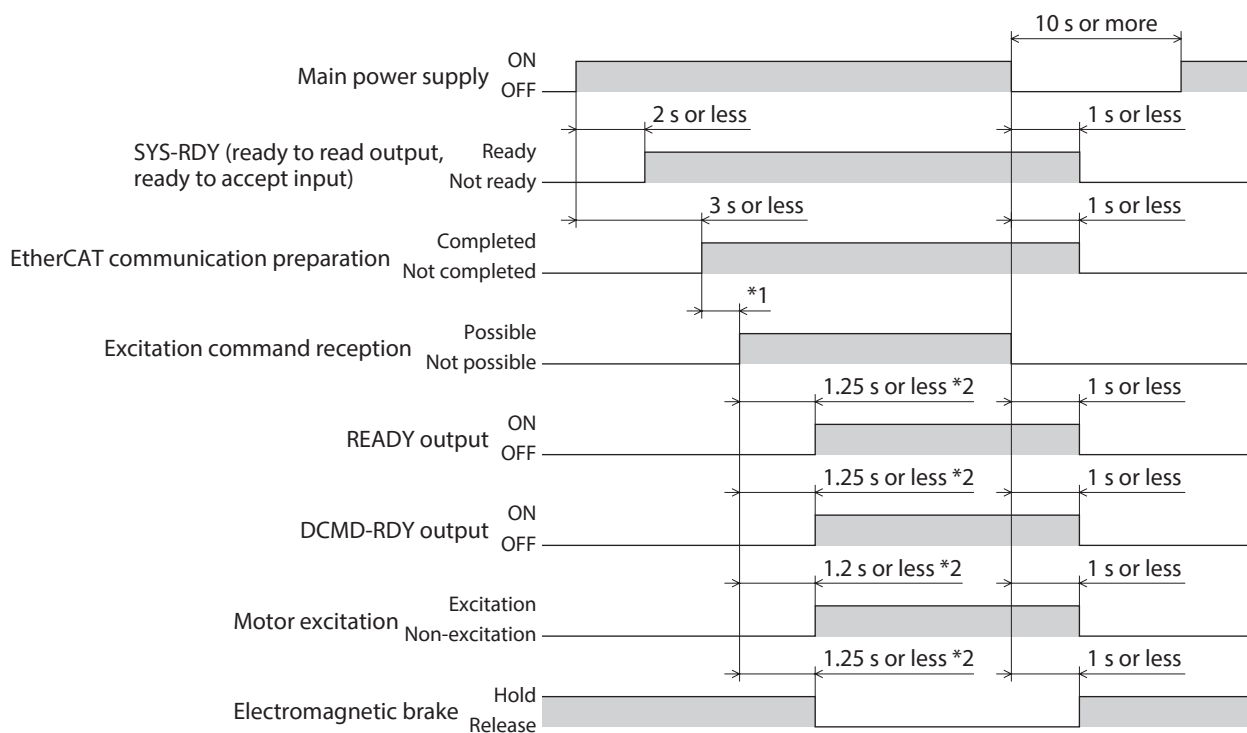 10 s or more
Main power supply
ON
OFF
2 s or less
1 s or less
SYS-RDY (ready to read output,
ready to accept input)
Ready
Not ready
3 s or less
1 s or less
EtherCAT communication preparation
Completed
Not completed
*1
Excitation command reception
Possible
Not possible
1.25 s or less *2
1 s or less
READY output
ON
OFF
1.25 s or less *2
1 s or less
DCMD-RDY output
ON
OFF
1.2 s or less *2
1 s or less
Motor excitation
Excitation
Non-excitation
1.25 s or less *2
1 s or less
Electromagnetic brake
Hold
Release